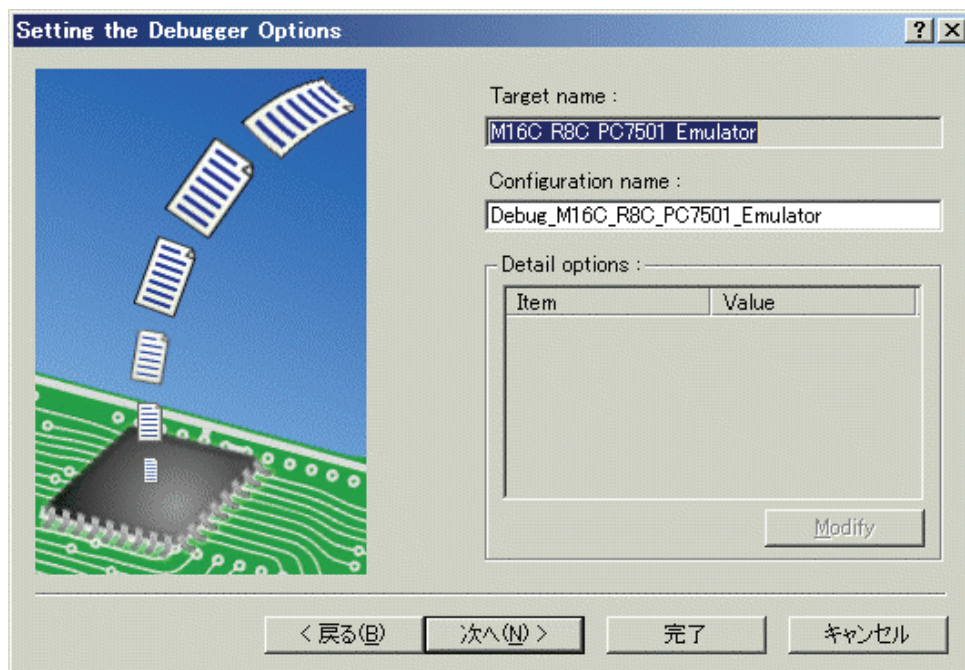 Setting the Debugger Options
Target name :
M16C R8C PC7501 Emulator
Configuration name :
Debug_M16C_R8C_PC7501_Emulator
Detail options :
Item Value
Modify
< 戻る(B) 次へ(N) > 完了 キャンセル